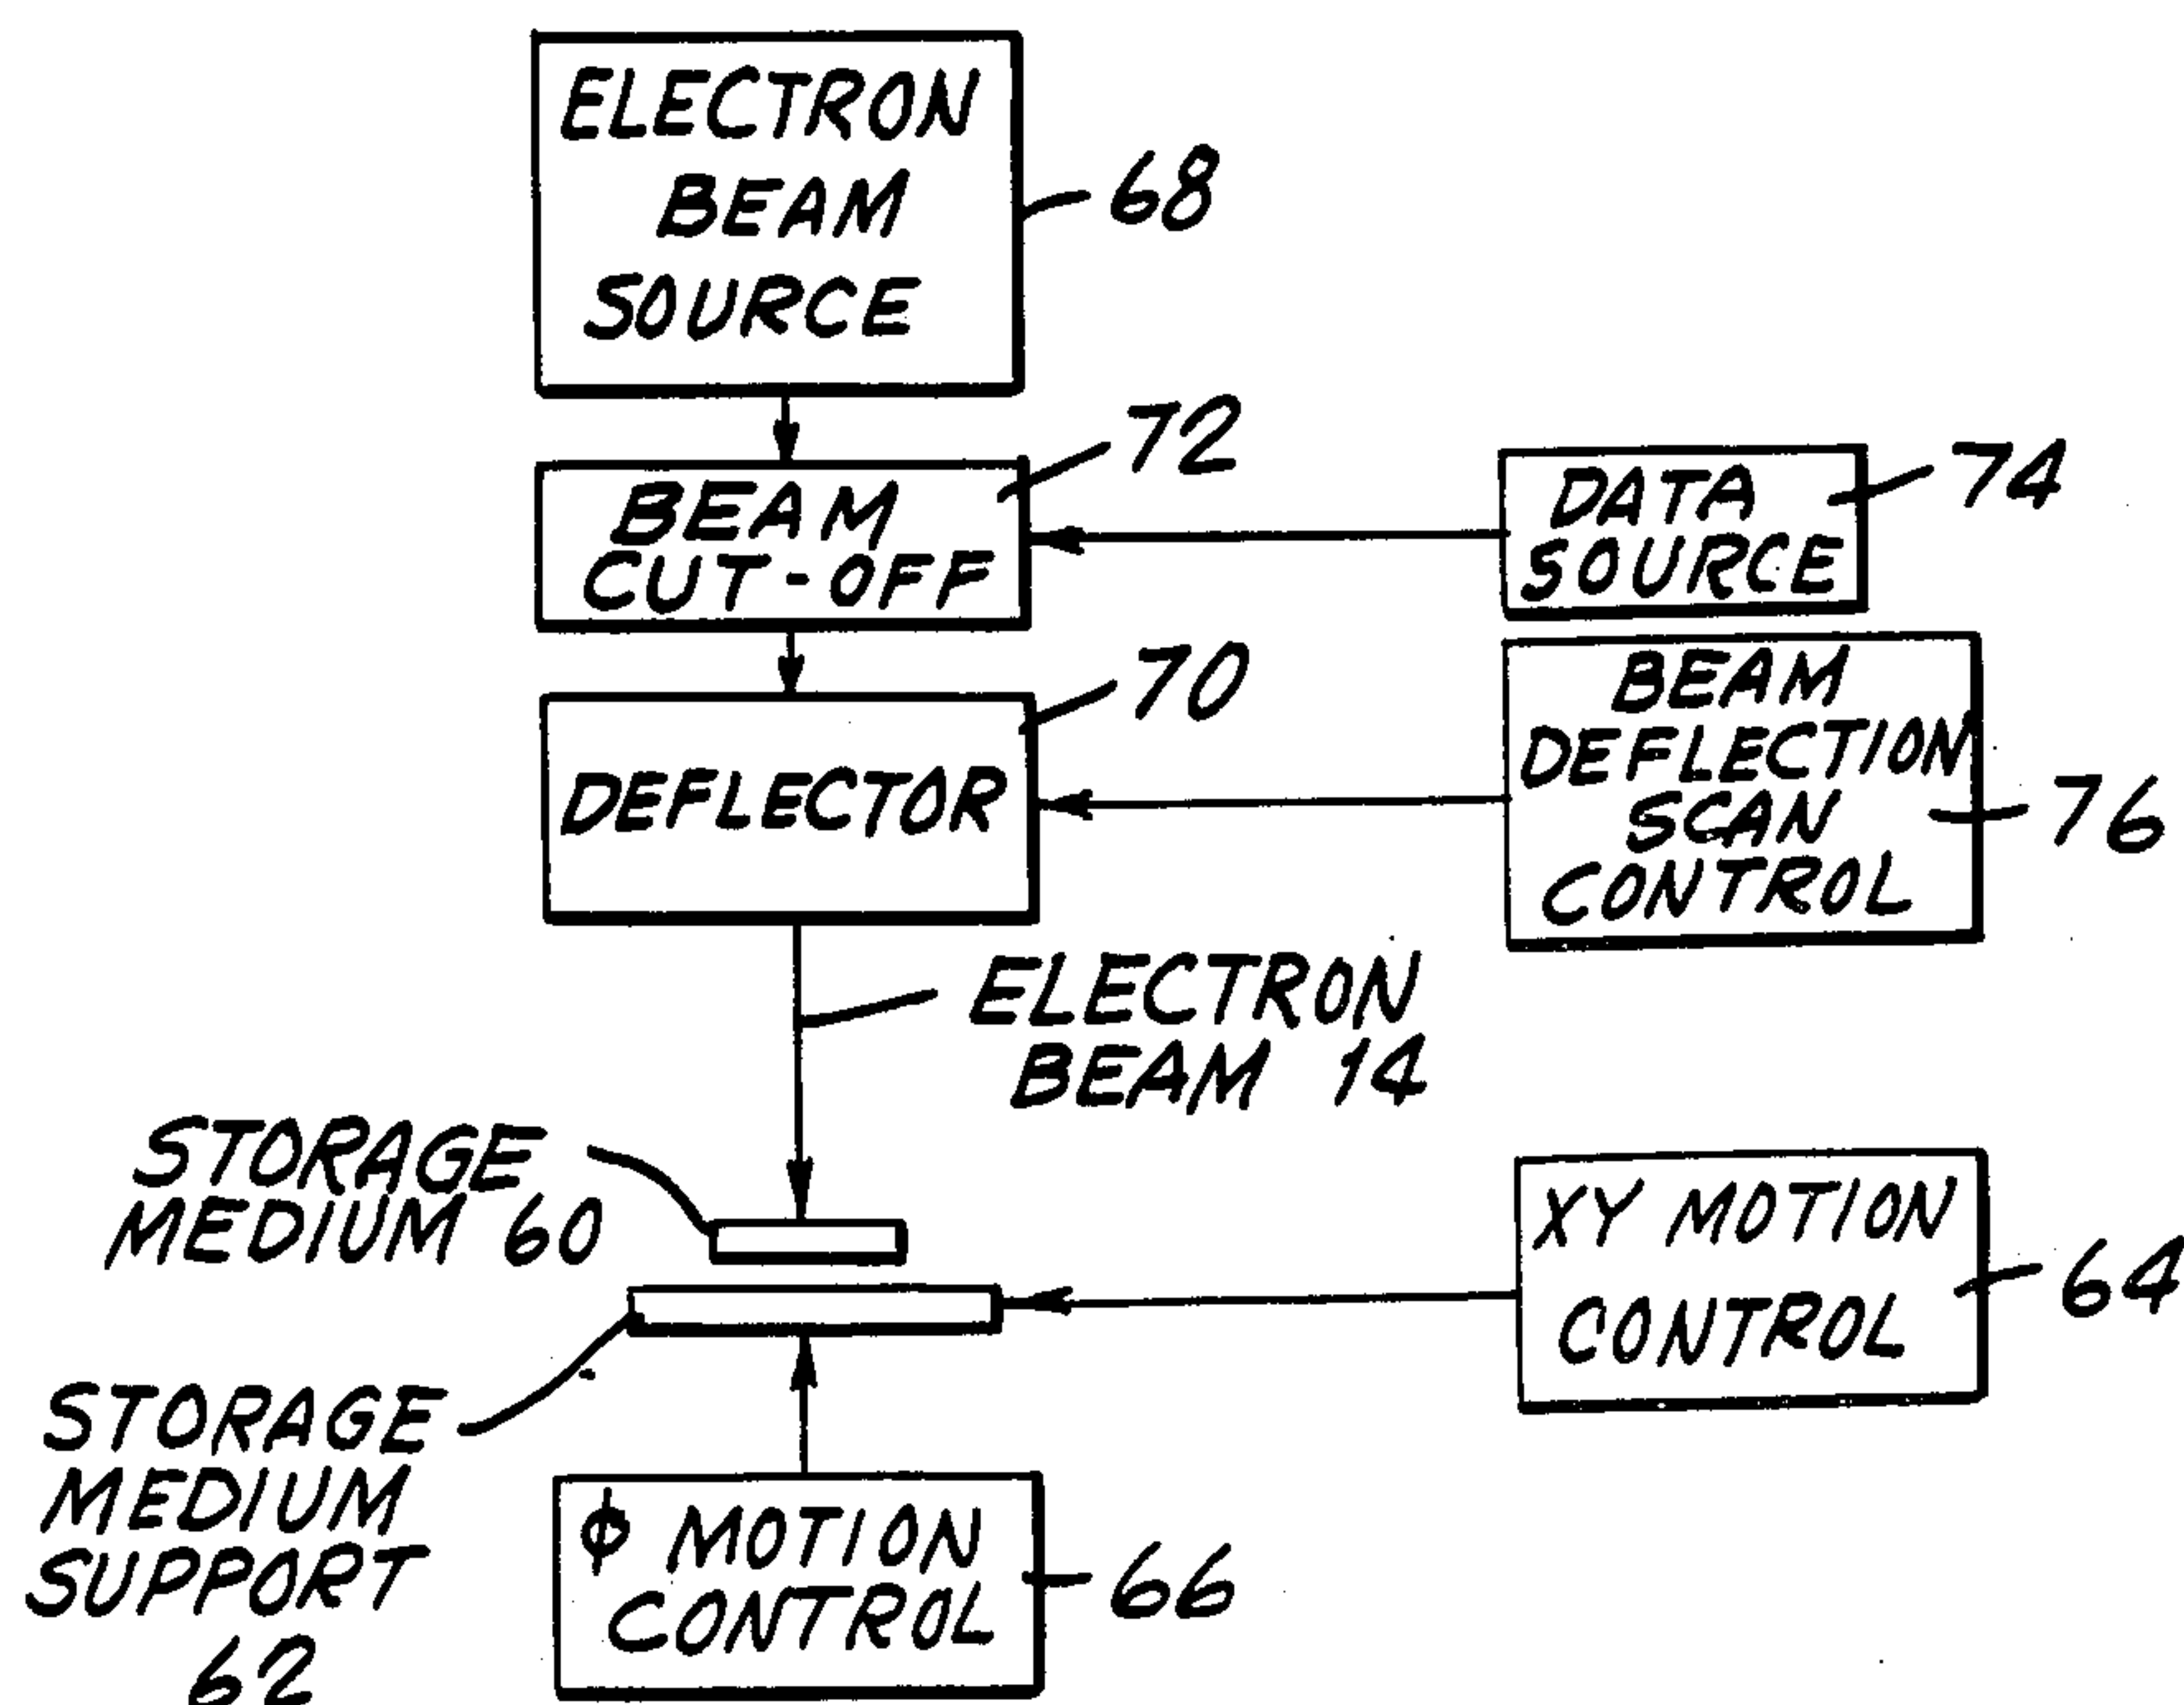 ELECTRON
BEAM
SOURCE
68
72
BEAM
CUT-OFF
DATA
SOURCE
74
70
DEFLECTOR
BEAM
DEFLECTION
SCAN
CONTROL
76
ELECTRON
BEAM 14
STORAGE
MEDIUM 60
XY MOTION
CONTROL
64
STORAGE
MEDIUM
SUPPORT
62
ϕ MOTION
CONTROL
66